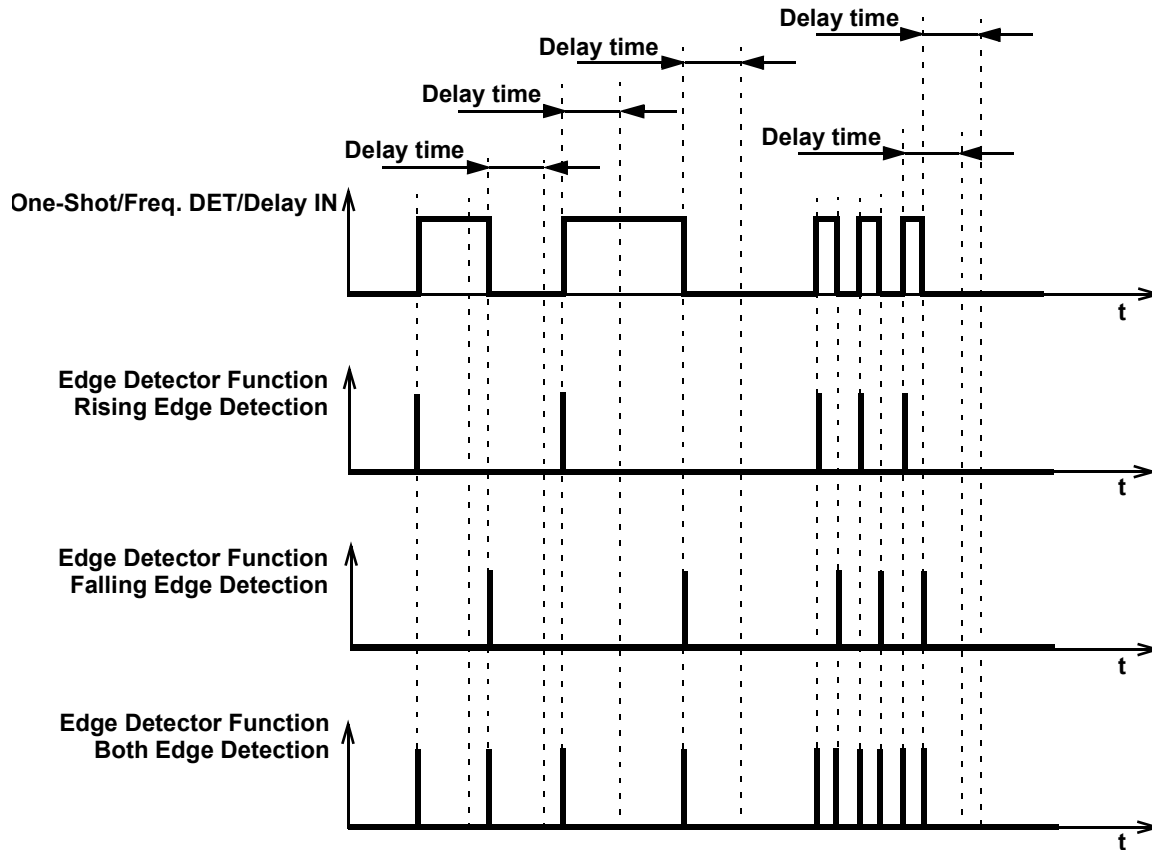 Delay time
Delay time
Delay time
Delay time
Delay time
One-Shot/Freq. DET/Delay IN
t
Edge Detector Function
Rising Edge Detection
t
Edge Detector Function
Falling Edge Detection
t
Edge Detector Function
Both Edge Detection
t